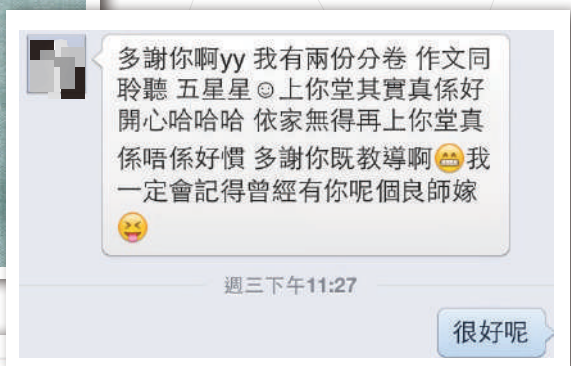 多謝你啊yy 我有兩份分卷 作文同
聆聽 五星星☺上你堂其實真係好
開心哈哈哈 依家無得再上你堂真
係唔係好慣 多謝你既教導啊😁我
一定會記得曾經有你呢個良師嫁
😝
週三下午11:27
很好呢